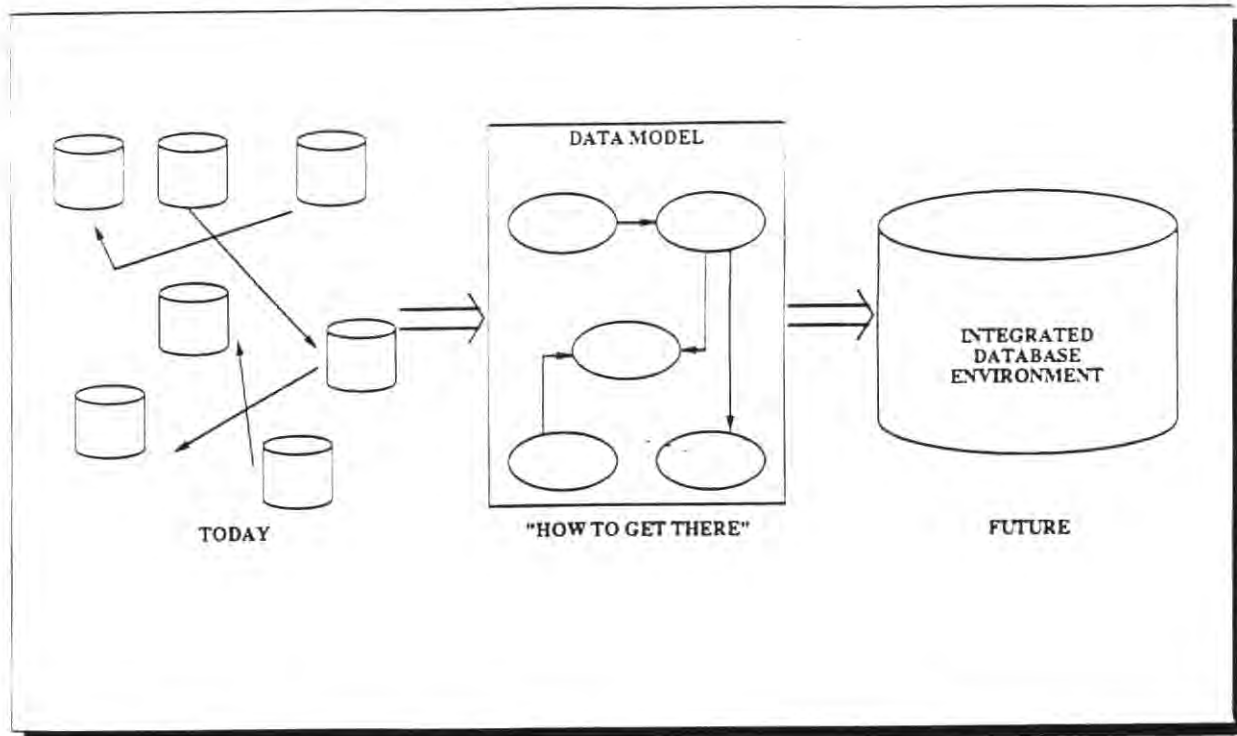 DATA MODEL
INTEGRATED
DATABASE
ENVIRONMENT
TODAY
"HOW TO GET THERE"
FUTURE